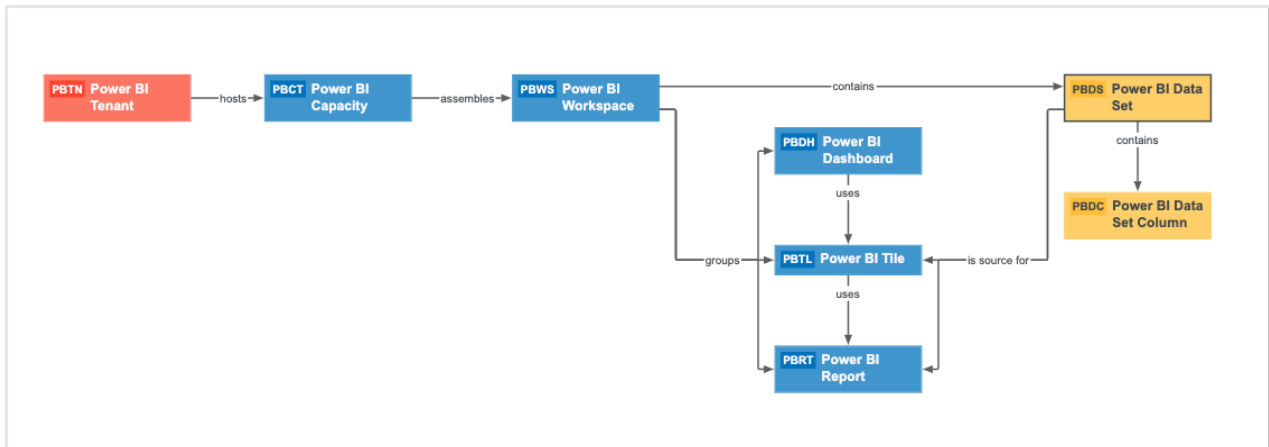 PBTN Power BI
Tenant
hosts
PBCT Power BI
Capacity
assembles
PBWS Power BI
Workspace
contains
PBDS Power BI Data
Set
contains
PBDC Power BI Data
Set Column
PBDH Power BI
Dashboard
uses
groups
PBTL Power BI Tile
is source for
uses
PBRT Power BI
Report